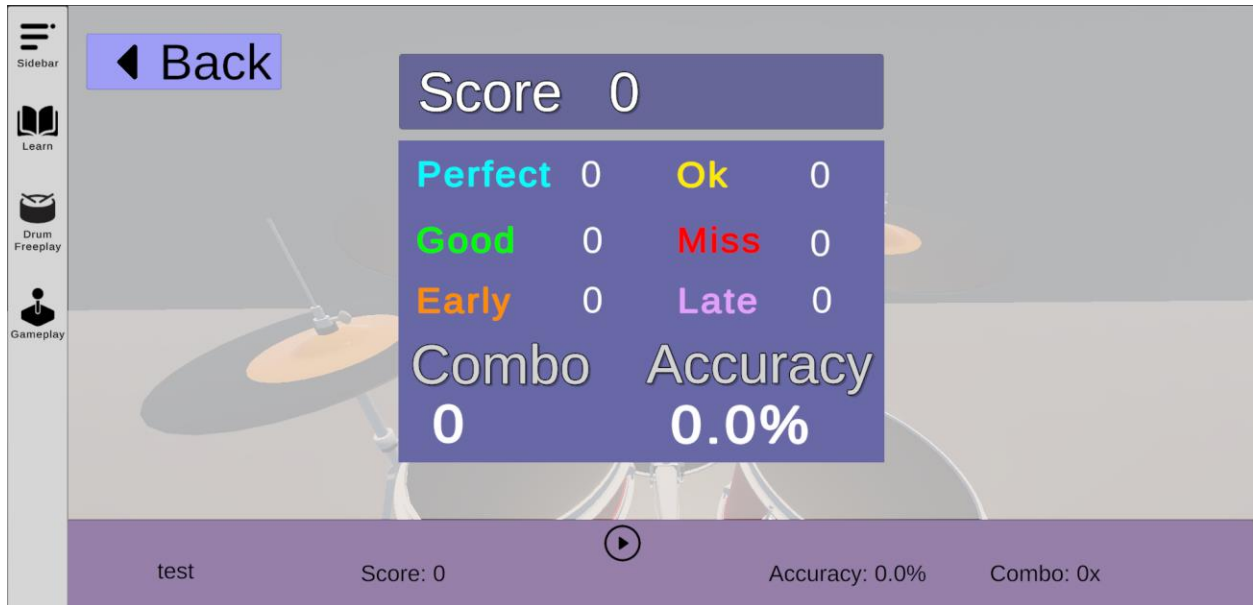 Sidebar
Learn
Drum
Freeplay
Gameplay
Back
Score 0
Perfect 0 Ok 0
Good 0 Miss 0
Early 0 Late 0
Combo Accuracy
0 0.0%
test Score: 0 Accuracy: 0.0% Combo: 0x